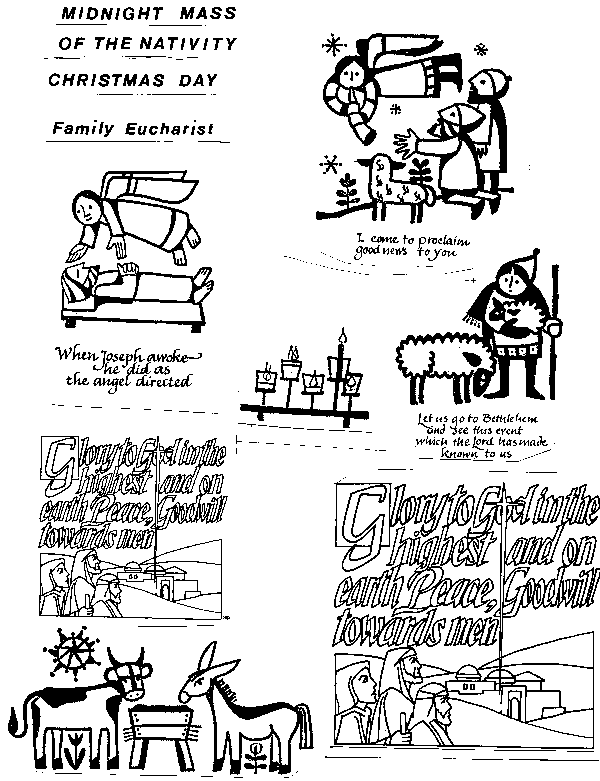 MIDNIGHT MASS
OF THE NATIVITY
CHRISTMAS DAY
Family Eucharist
I come to proclaim
good news to you
When Joseph awoke
he did as
the angel directed
Let us go to Bethlehem
and see this event
which the Lord has made
known to us
Glory to God in the
highest and on
earth Peace, Goodwill
towards men
Glory to God in the
highest and on
earth Peace, Goodwill
towards men